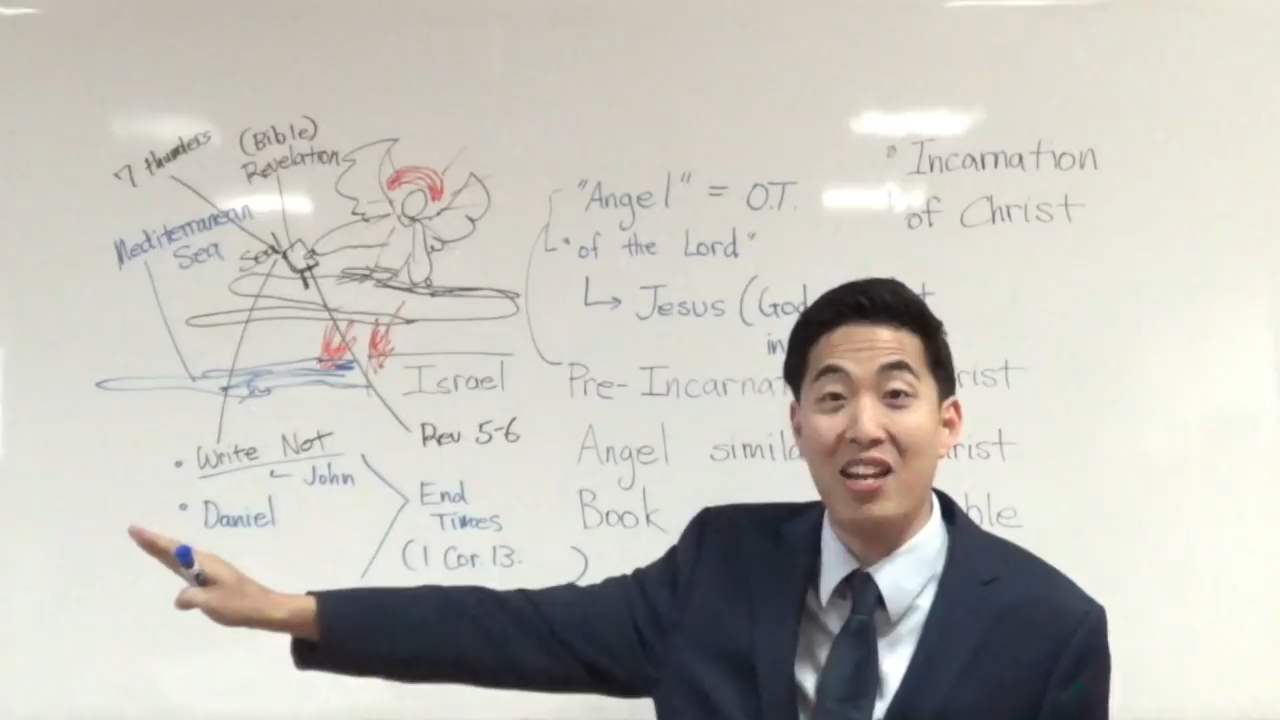 7 thunders
(Bible)
Revelation
Mediterranean
Sea
Sea
Israel
Rev 5-6
• Write Not
← John
• Daniel
End
Times
(1 Cor. 13. )
"Angel" = O.T.
"of the Lord"
↳ Jesus (God
in
Pre-Incarnat rist
Angel simila rist
Book ble
• Incarnation
of Christ